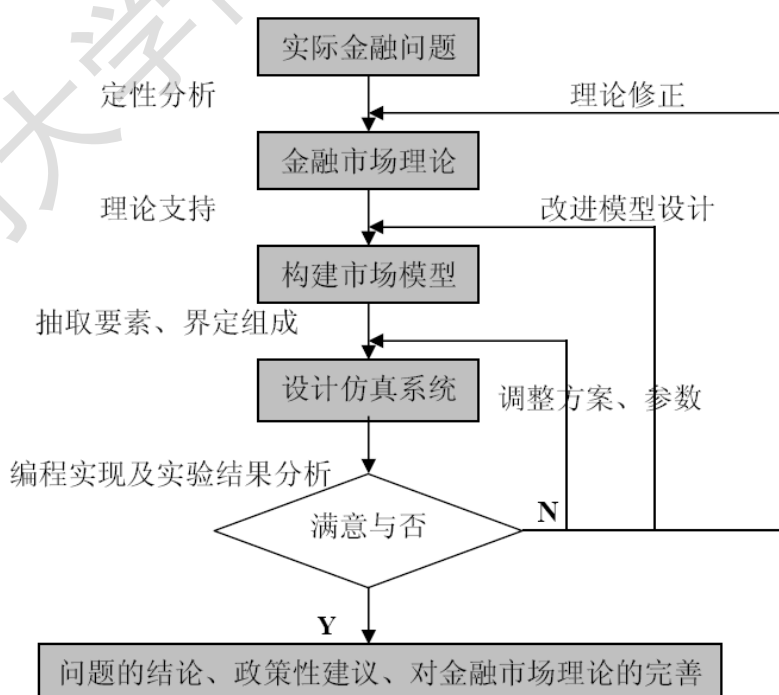 实际金融问题
定性分析
理论修正
金融市场理论
理论支持
改进模型设计
构建市场模型
抽取要素、界定组成
设计仿真系统
调整方案、参数
编程实现及实验结果分析
满意与否
N
Y
问题的结论、政策性建议、对金融市场理论的完善
大学